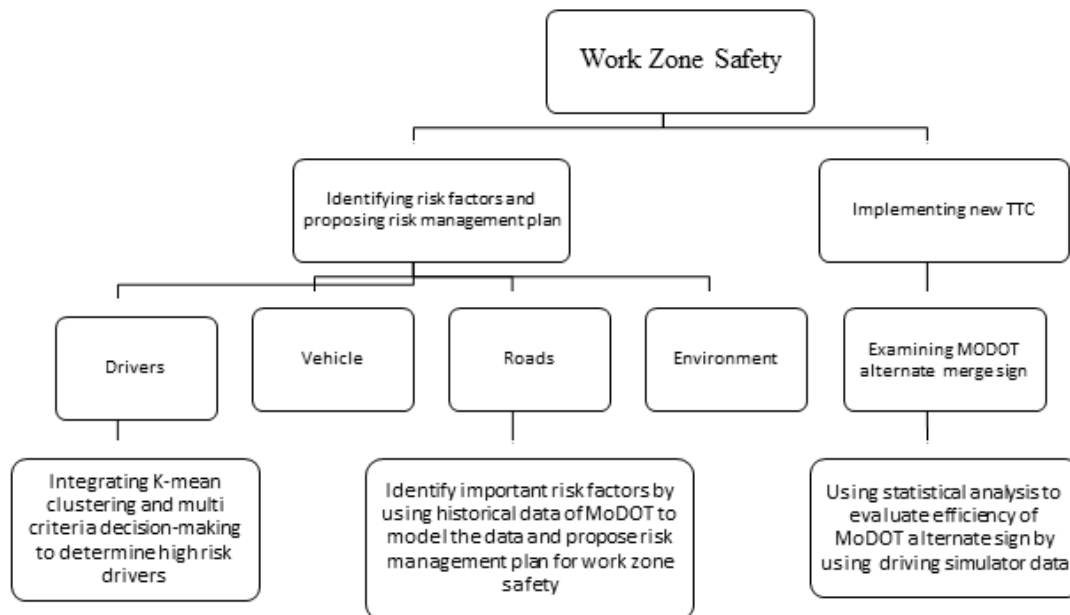 Work Zone Safety
Identifying risk factors and
proposing risk management plan
Implementing new TTC
Drivers
Vehicle
Roads
Environment
Examining MODOT
alternate merge sign
Integrating K-mean
clustering and multi
criteria decision-making
to determine high risk
drivers
Identify important risk factors by
using historical data of MoDOT to
model the data and propose risk
management plan for work zone
safety
Using statistical analysis to
evaluate efficiency of
MoDOT alternate sign by
using driving simulator data